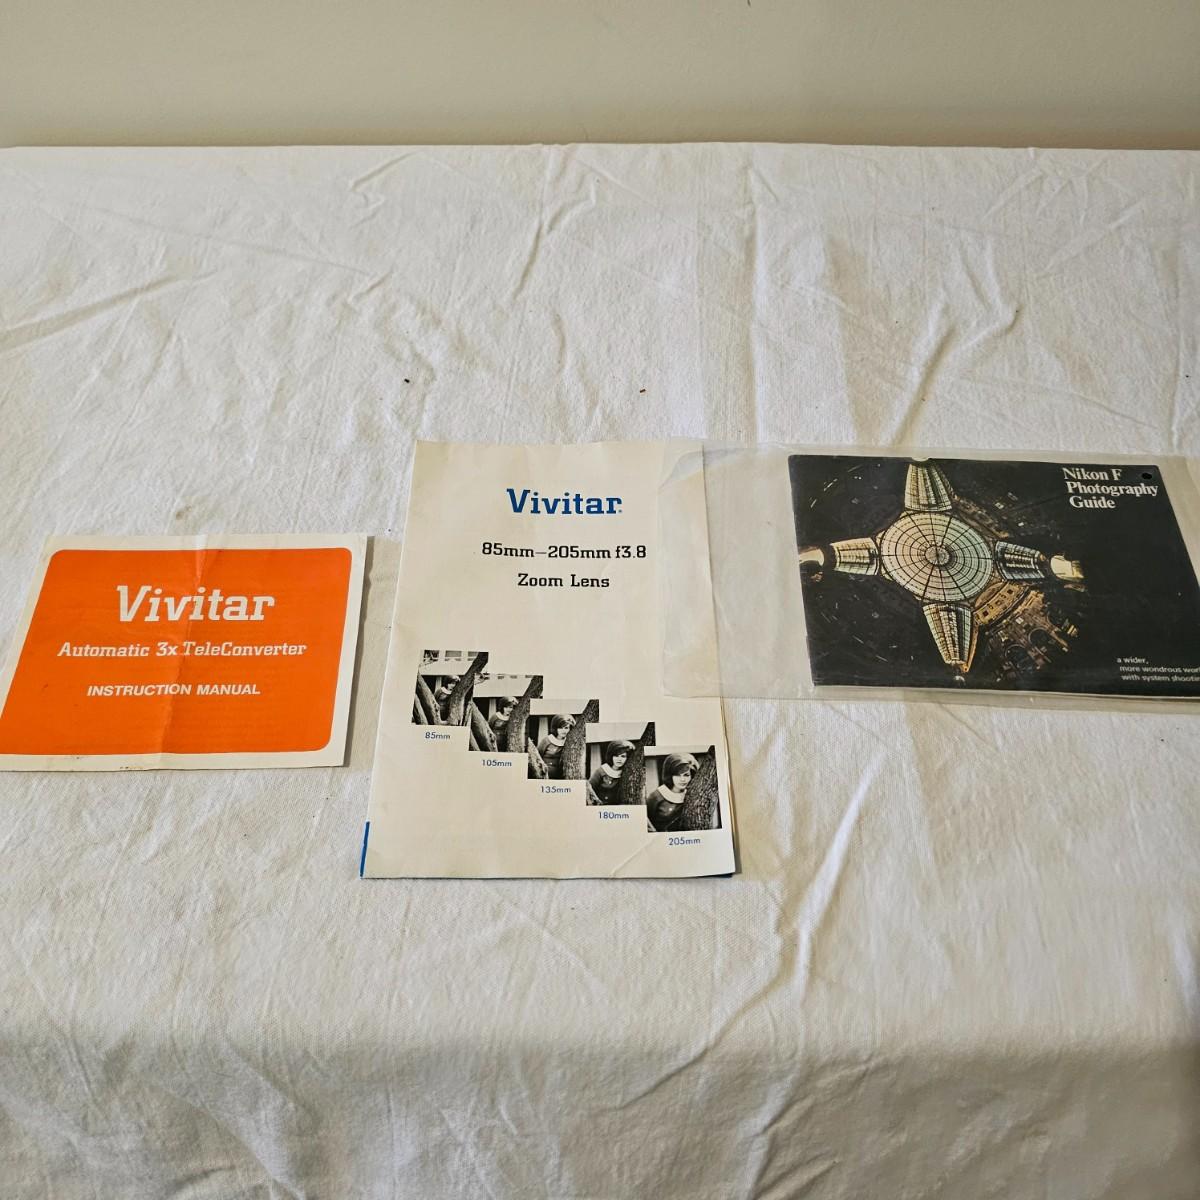 Vivitar
Automatic 3x TeleConverter
INSTRUCTION MANUAL
Vivitar
85mm–205mm f3.8
Zoom Lens
85mm
105mm
135mm
180mm
205mm
Nikon F
Photography
Guide
a wider,
more wondrous
with system